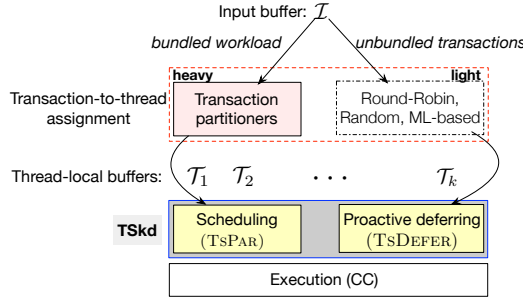 Input buffer: ℐ
bundled workload
unbundled transactions
heavy
light
Transaction-to-thread
assignment
Transaction
partitioners
Round-Robin,
Random, ML-based
Thread-local buffers:
𝒯₁ 𝒯₂ · · · 𝒯ₖ
TSkd
Scheduling
(TSPAR)
Proactive deferring
(TSDEFER)
Execution (CC)